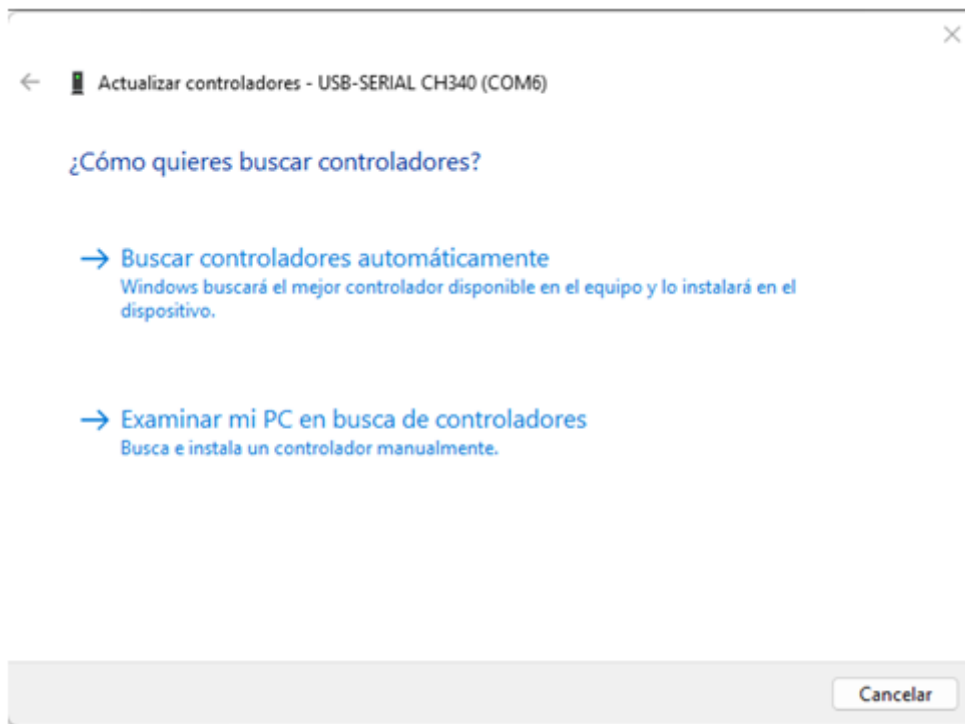 Actualizar controladores - USB-SERIAL CH340 (COM6)
¿Cómo quieres buscar controladores?
Buscar controladores automáticamente
Windows buscará el mejor controlador disponible en el equipo y lo instalará en el
dispositivo.
Examinar mi PC en busca de controladores
Busca e instala un controlador manualmente.
Cancelar